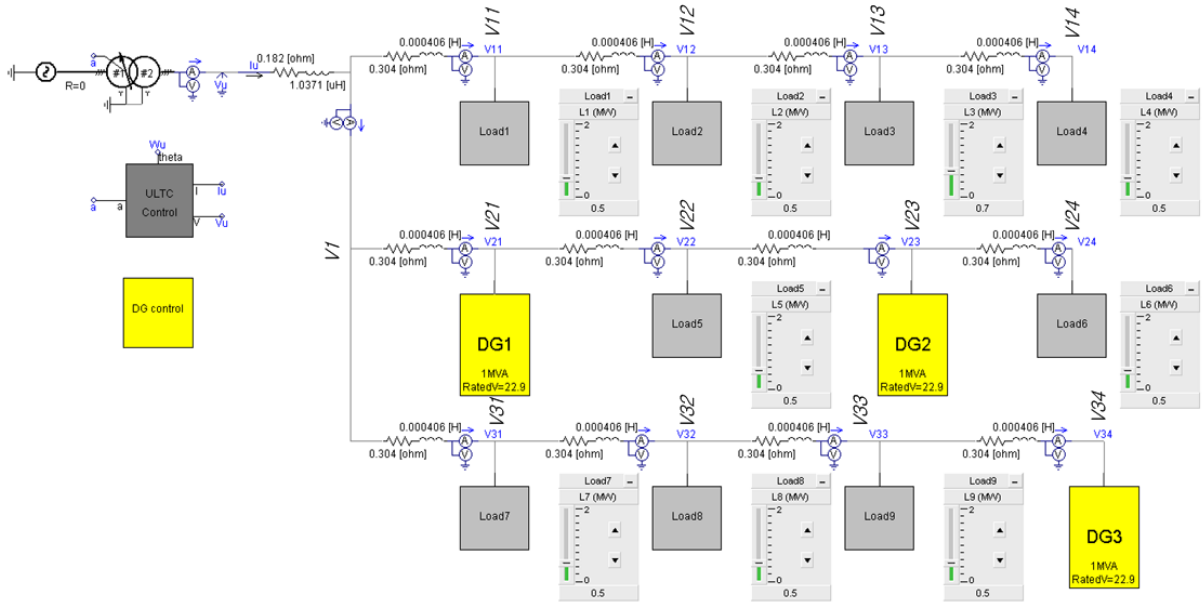 V11
V12
V13
V14
0.000406 [H]
0.000406 [H]
0.000406 [H]
0.000406 [H]
V11
V12
V13
V14
0.304 [ohm]
0.304 [ohm]
0.304 [ohm]
0.304 [ohm]
0.182 [ohm]
Iu
1.0371 [uH]
a
#1
#2
R=0
Vu
A
V
Load1
Load2
Load3
Load4
Load1
L1 (MW)
2
0
0.5
Load2
L2 (MW)
2
0
0.5
Load3
L3 (MW)
2
0
0.7
Load4
L4 (MW)
2
0
0.5
Wu
theta
ULTC
Control
a
a
I
Iu
V
Vu
DG control
V1
V21
V22
V23
V24
0.000406 [H]
0.000406 [H]
0.000406 [H]
0.000406 [H]
V21
V22
V23
V24
0.304 [ohm]
0.304 [ohm]
0.304 [ohm]
0.304 [ohm]
DG1
1MVA
RatedV=22.9
Load5
Load5
L5 (MW)
2
0
0.5
DG2
1MVA
RatedV=22.9
Load6
Load6
L6 (MW)
2
0
0.5
V31
V32
V33
V34
0.000406 [H]
0.000406 [H]
0.000406 [H]
0.000406 [H]
V31
V32
V33
V34
0.304 [ohm]
0.304 [ohm]
0.304 [ohm]
0.304 [ohm]
Load7
Load7
L7 (MW)
2
0
0.5
Load8
Load8
L8 (MW)
2
0
0.5
Load9
Load9
L9 (MW)
2
0
0.5
DG3
1MVA
RatedV=22.9